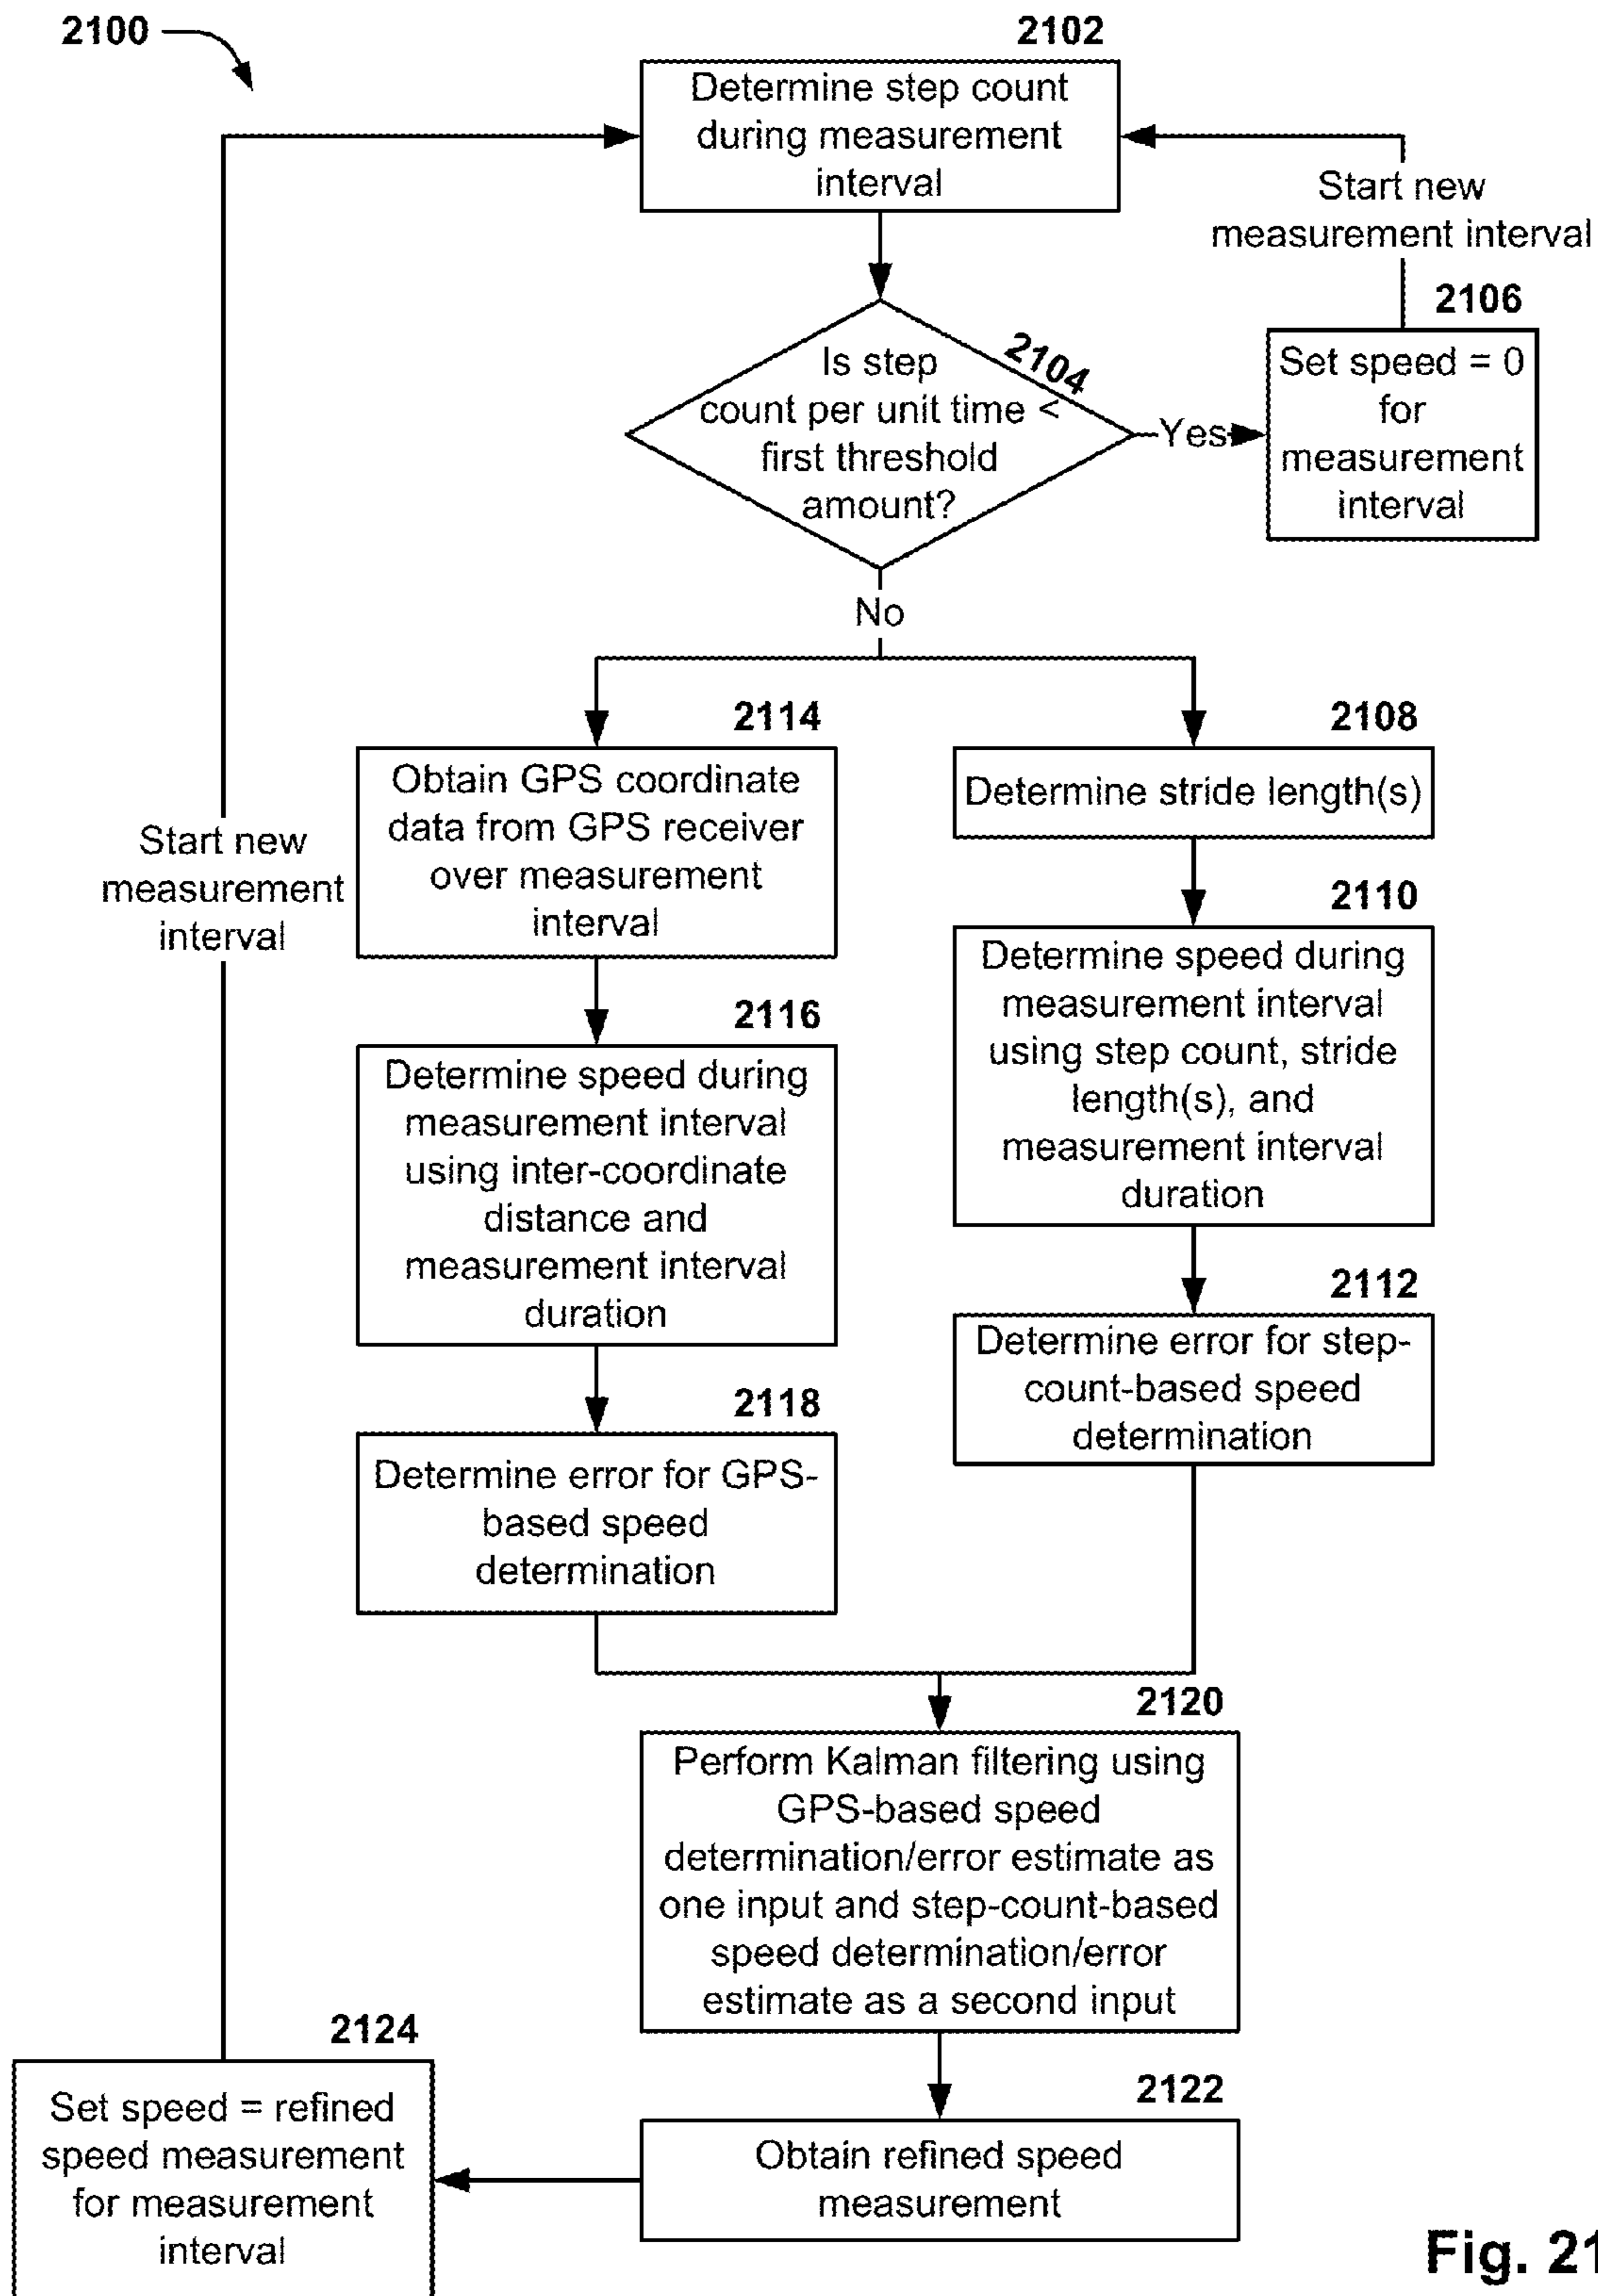 2100
2102
Determine step count
during measurement
interval
Start new
measurement interval
2104
Is step
count per unit time <
first threshold
amount?
Yes
2106
Set speed = 0
for
measurement
interval
No
2114
Obtain GPS coordinate
data from GPS receiver
over measurement
interval
2108
Determine stride length(s)
Start new
measurement
interval
2110
Determine speed during
measurement interval
using step count, stride
length(s), and
measurement interval
duration
2116
Determine speed during
measurement interval
using inter-coordinate
distance and
measurement interval
duration
2112
Determine error for step-
count-based speed
determination
2118
Determine error for GPS-
based speed
determination
2120
Perform Kalman filtering using
GPS-based speed
determination/error estimate as
one input and step-count-based
speed determination/error
estimate as a second input
2122
Obtain refined speed
measurement
2124
Set speed = refined
speed measurement
for measurement
interval
Fig. 21